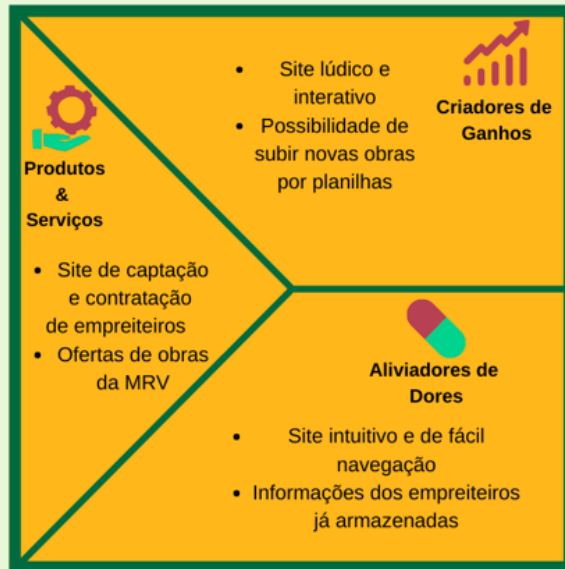 Produtos
&
Serviços
• Site de captação
e contratação
de empreiteiros
• Ofertas de obras
da MRV
• Site lúdico e
interativo
• Possibilidade de
subir novas obras
por planilhas
Criadores de
Ganhos
Aliviadores de
Dores
• Site intuitivo e de fácil
navegação
• Informações dos empreiteiros
já armazenadas